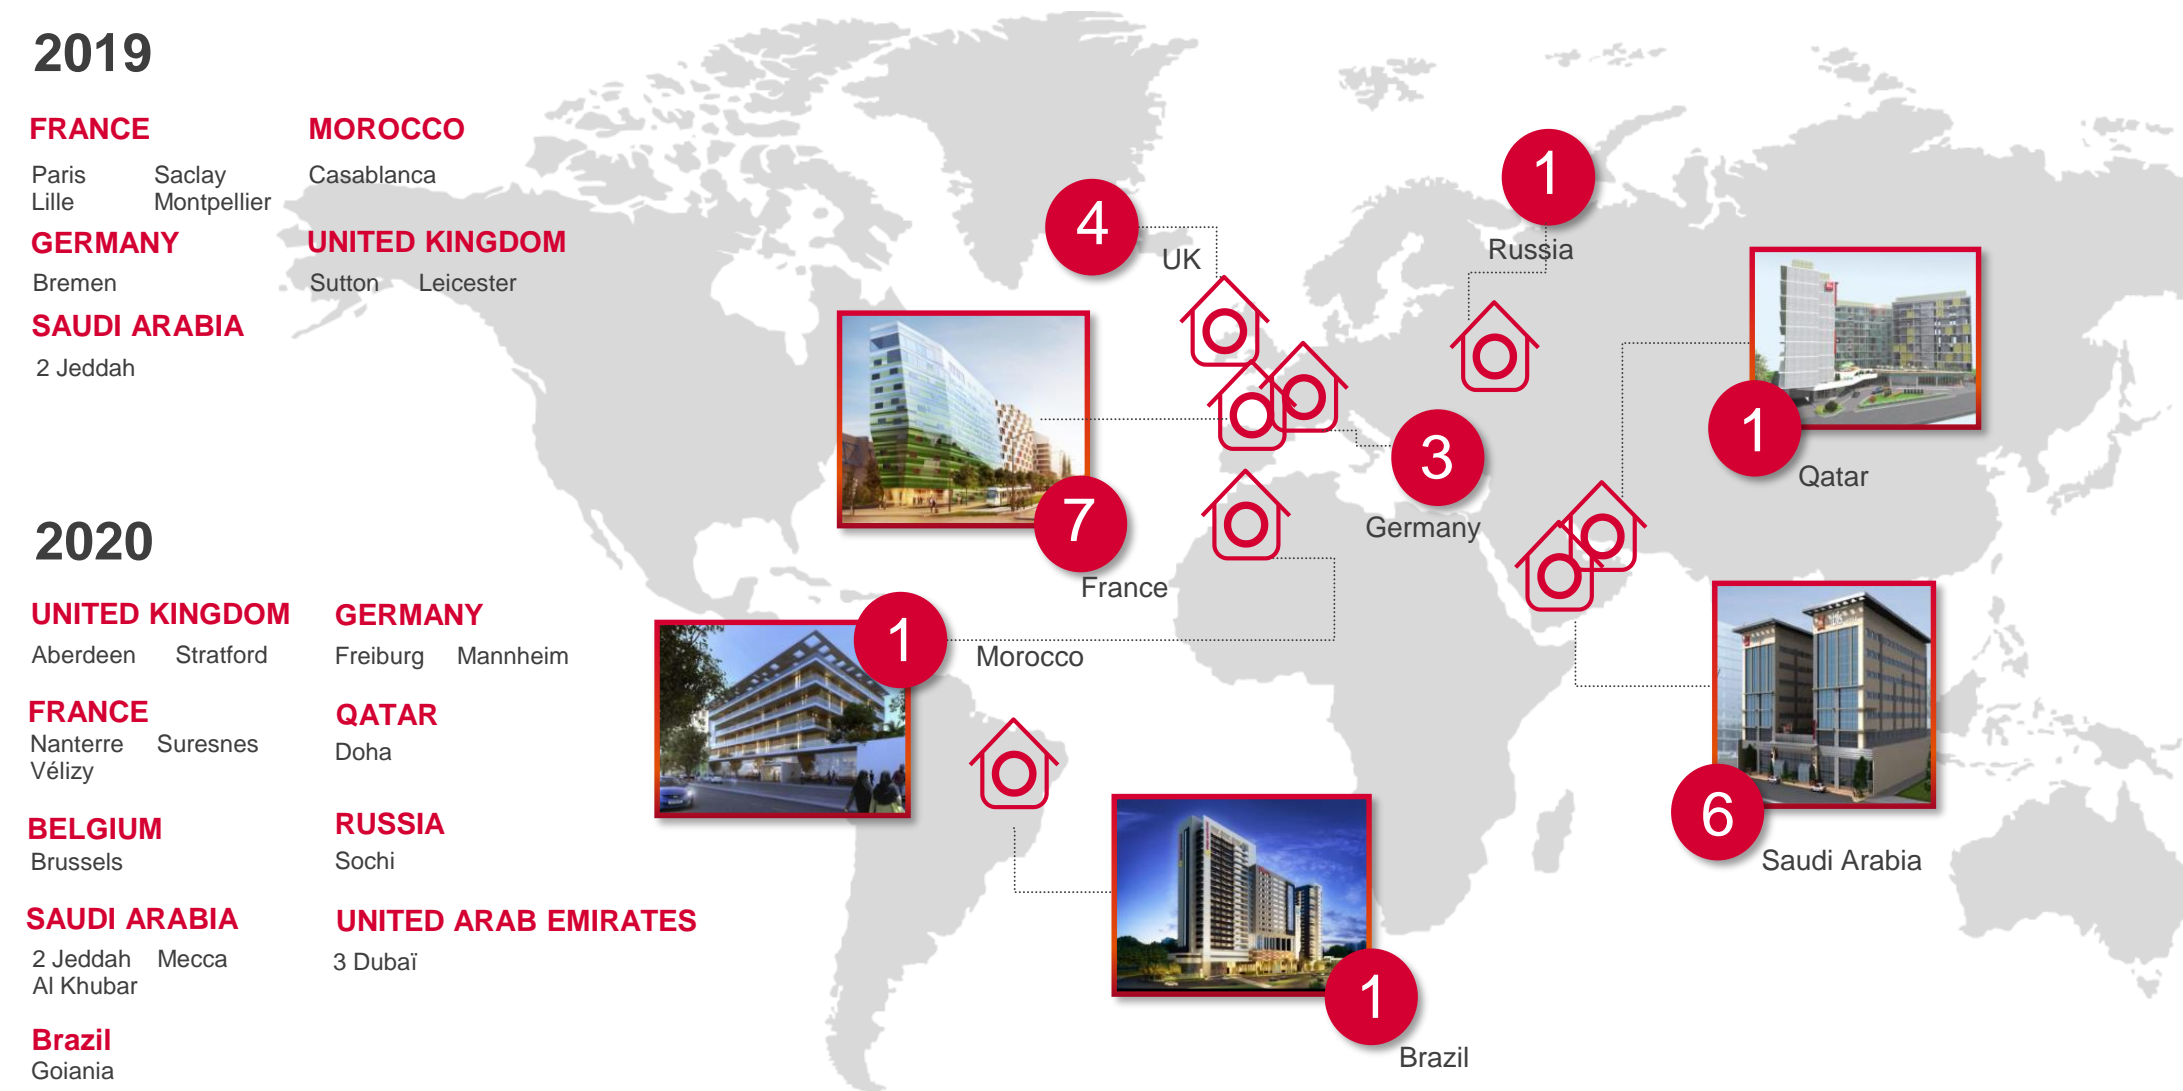 2019
FRANCE
Paris Saclay
Lille Montpellier
MOROCCO
Casablanca
GERMANY
Bremen
UNITED KINGDOM
Sutton Leicester
SAUDI ARABIA
2 Jeddah
2020
UNITED KINGDOM
Aberdeen Stratford
GERMANY
Freiburg Mannheim
FRANCE
Nanterre Suresnes
Vélizy
QATAR
Doha
BELGIUM
Brussels
RUSSIA
Sochi
SAUDI ARABIA
2 Jeddah Mecca
Al Khubar
UNITED ARAB EMIRATES
3 Dubaï
Brazil
Goiania
4
UK
1
Russia
1
Qatar
3
Germany
7
France
1
Morocco
6
Saudi Arabia
1
Brazil